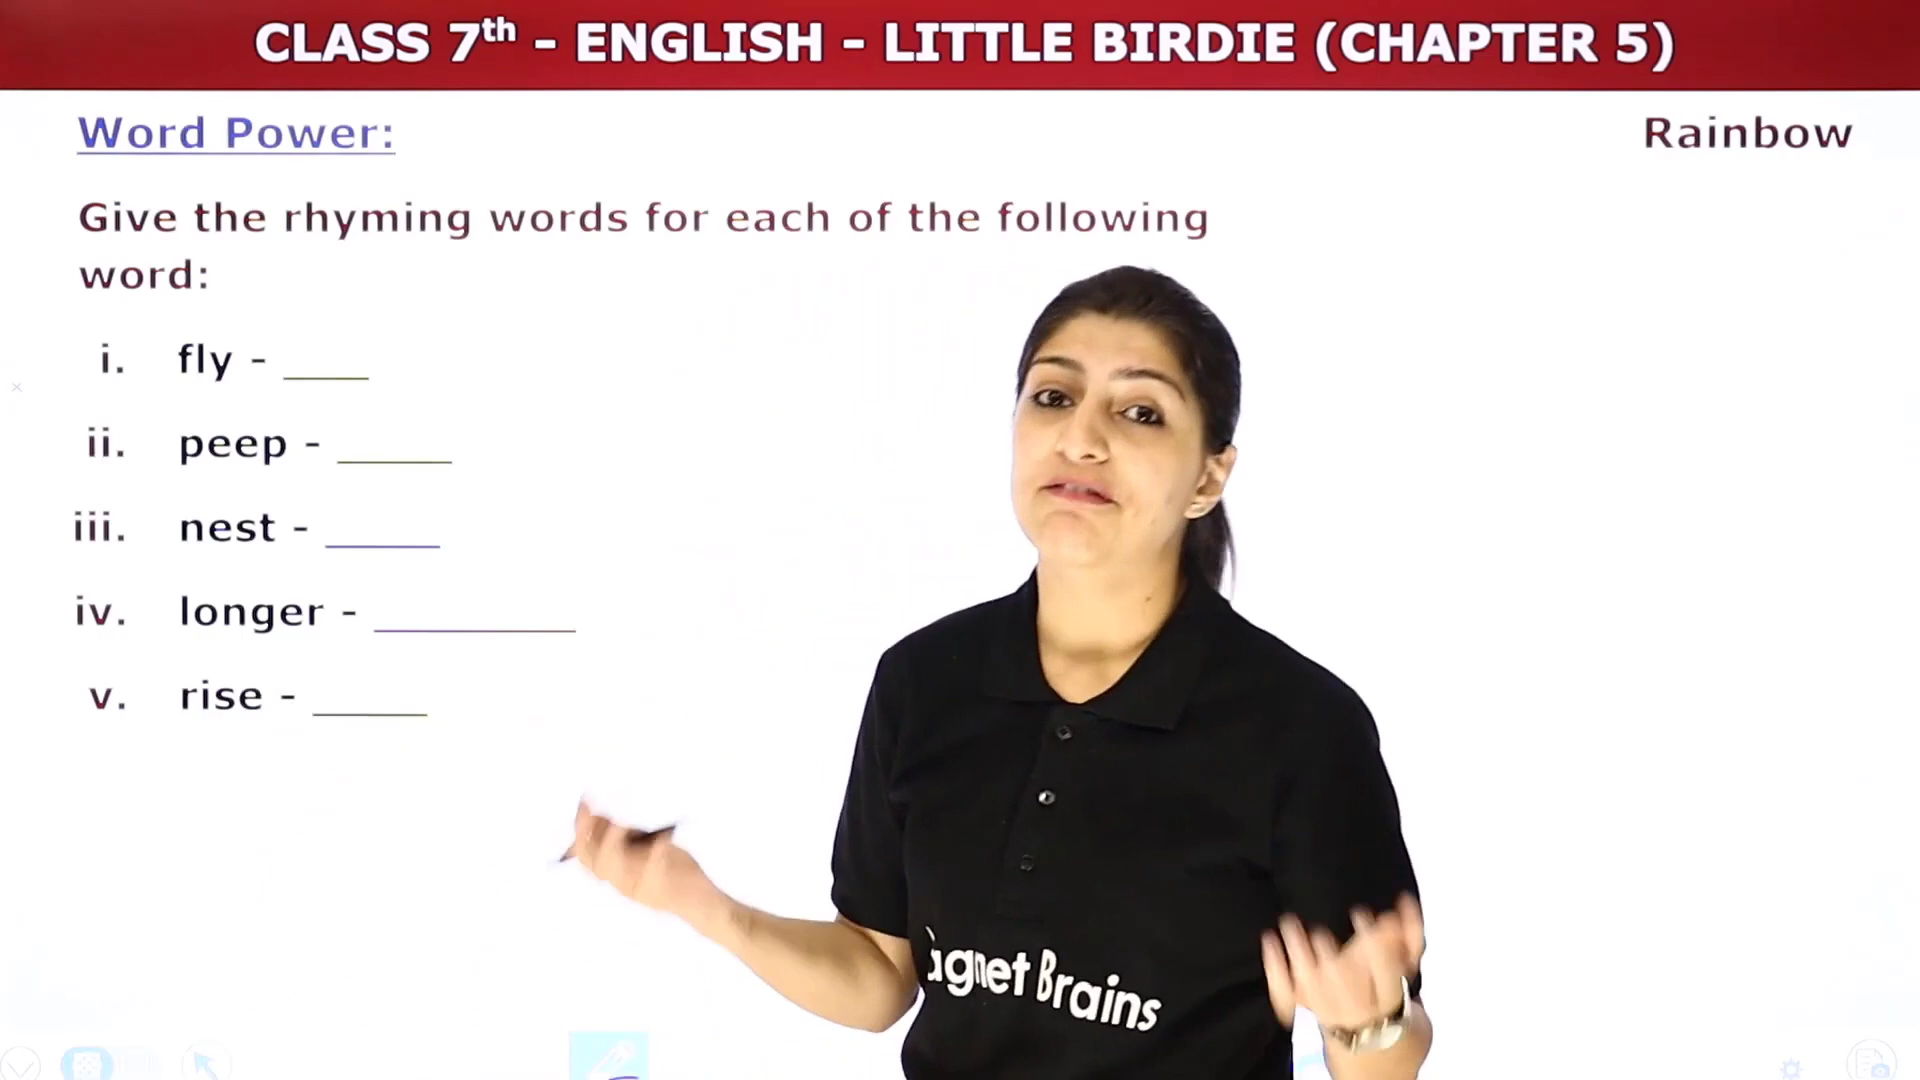 CLASS 7th - ENGLISH - LITTLE BIRDIE (CHAPTER 5)
Word Power:
Rainbow
Give the rhyming words for each of the following
word:
i. fly - ____
ii. peep - _____
iii. nest - _____
iv. longer - _________
v. rise - _____
agnet Brains